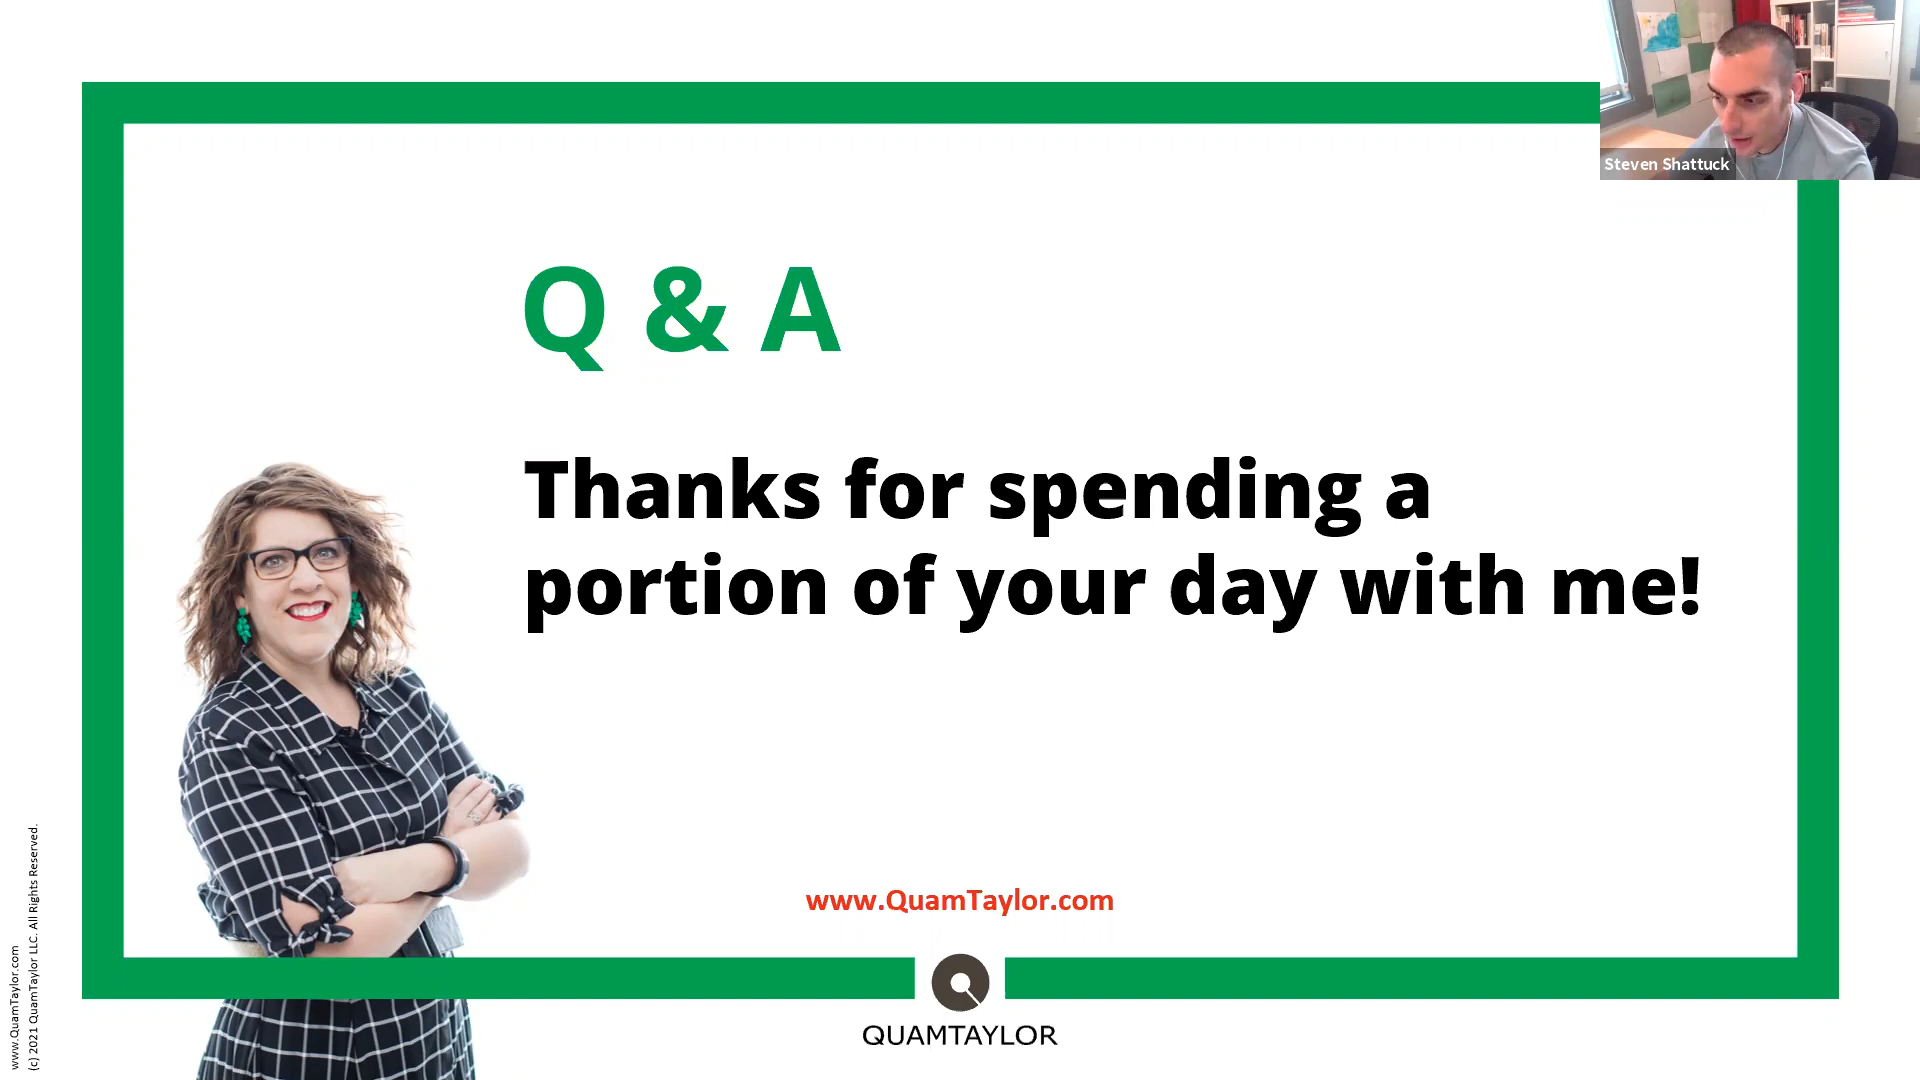 Steven Shattuck
Q & A
Thanks for spending a
portion of your day with me!
www.QuamTaylor.com
QUAMTAYLOR
www.QuamTaylor.com
(c) 2021 QuamTaylor LLC. All Rights Reserved.